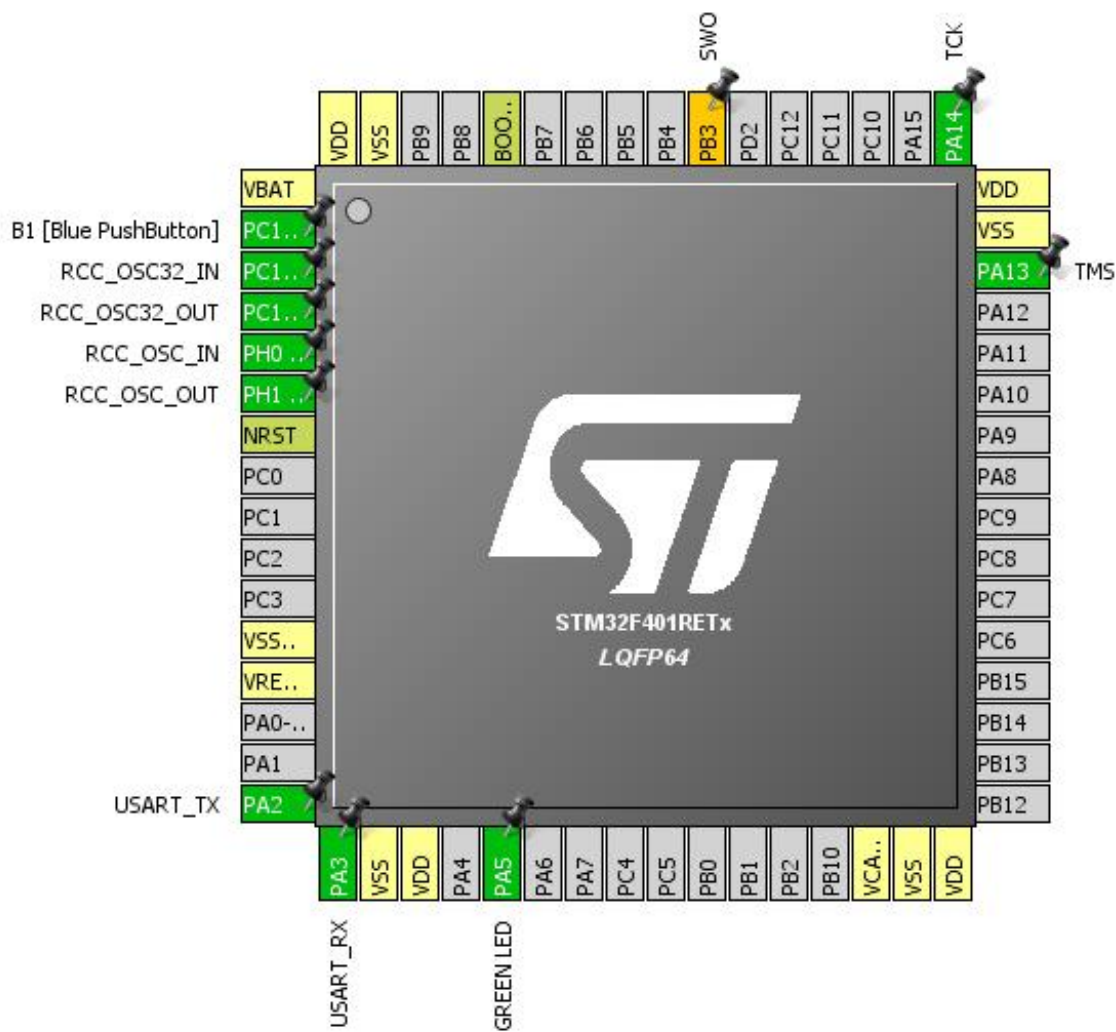 SWO
TCK
VDD
VSS
PB9
PB8
BOO..
PB7
PB6
PB5
PB4
PB3
PD2
PC12
PC11
PC10
PA15
PA14
VBAT
B1 [Blue PushButton] PC1..
RCC_OSC32_IN PC1..
RCC_OSC32_OUT PC1..
RCC_OSC_IN PH0 ..
RCC_OSC_OUT PH1 ..
NRST
PC0
PC1
PC2
PC3
VSS..
VRE..
PA0-..
PA1
USART_TX PA2
VDD
VSS
PA13 TMS
PA12
PA11
PA10
PA9
PA8
PC9
PC8
PC7
PC6
PB15
PB14
PB13
PB12
ST
STM32F401RETx
LQFP64
PA3
VSS
VDD
PA4
PA5
PA6
PA7
PC4
PC5
PB0
PB1
PB2
PB10
VCA..
VSS
VDD
USART_RX
GREEN LED